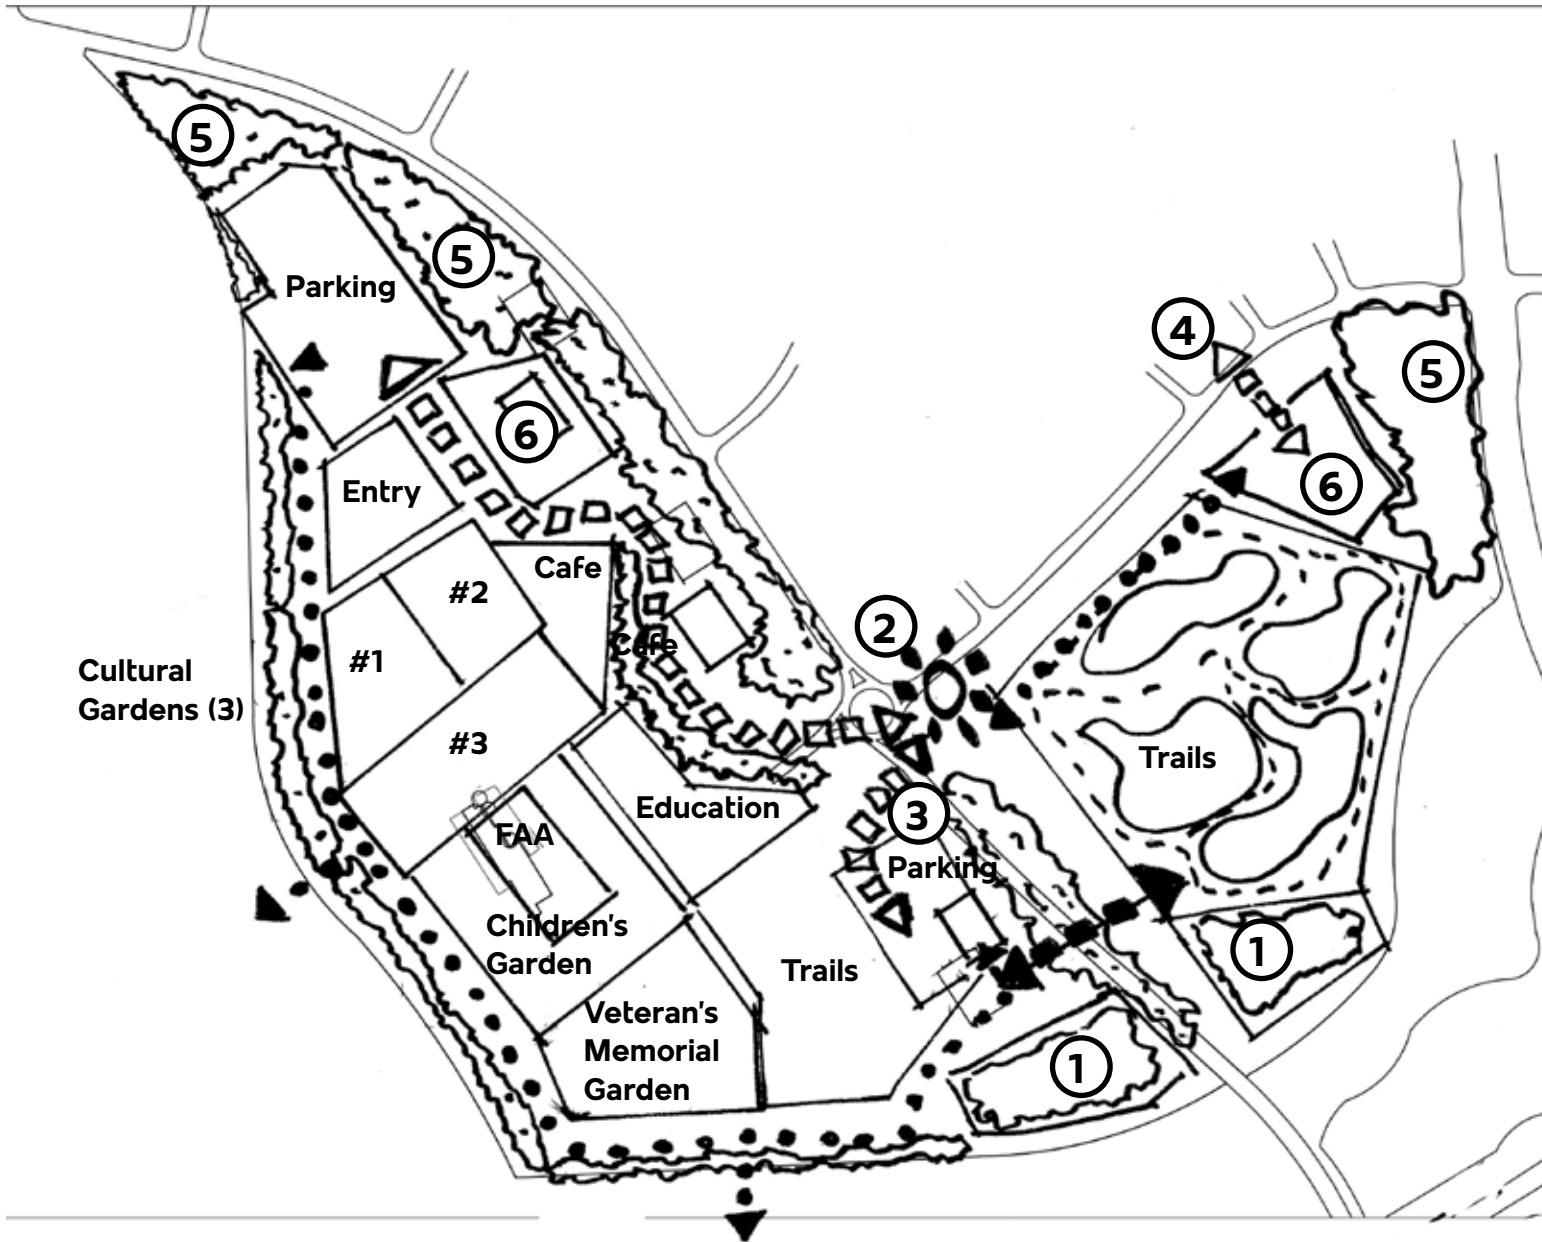 5
5
Parking
4
5
6
6
Entry
Cafe
#2
2
Cafe
#1
Cultural
Gardens (3)
#3
Trails
Education
3
FAA
Parking
Children's
Garden
1
Trails
Veteran's
Memorial
Garden
1